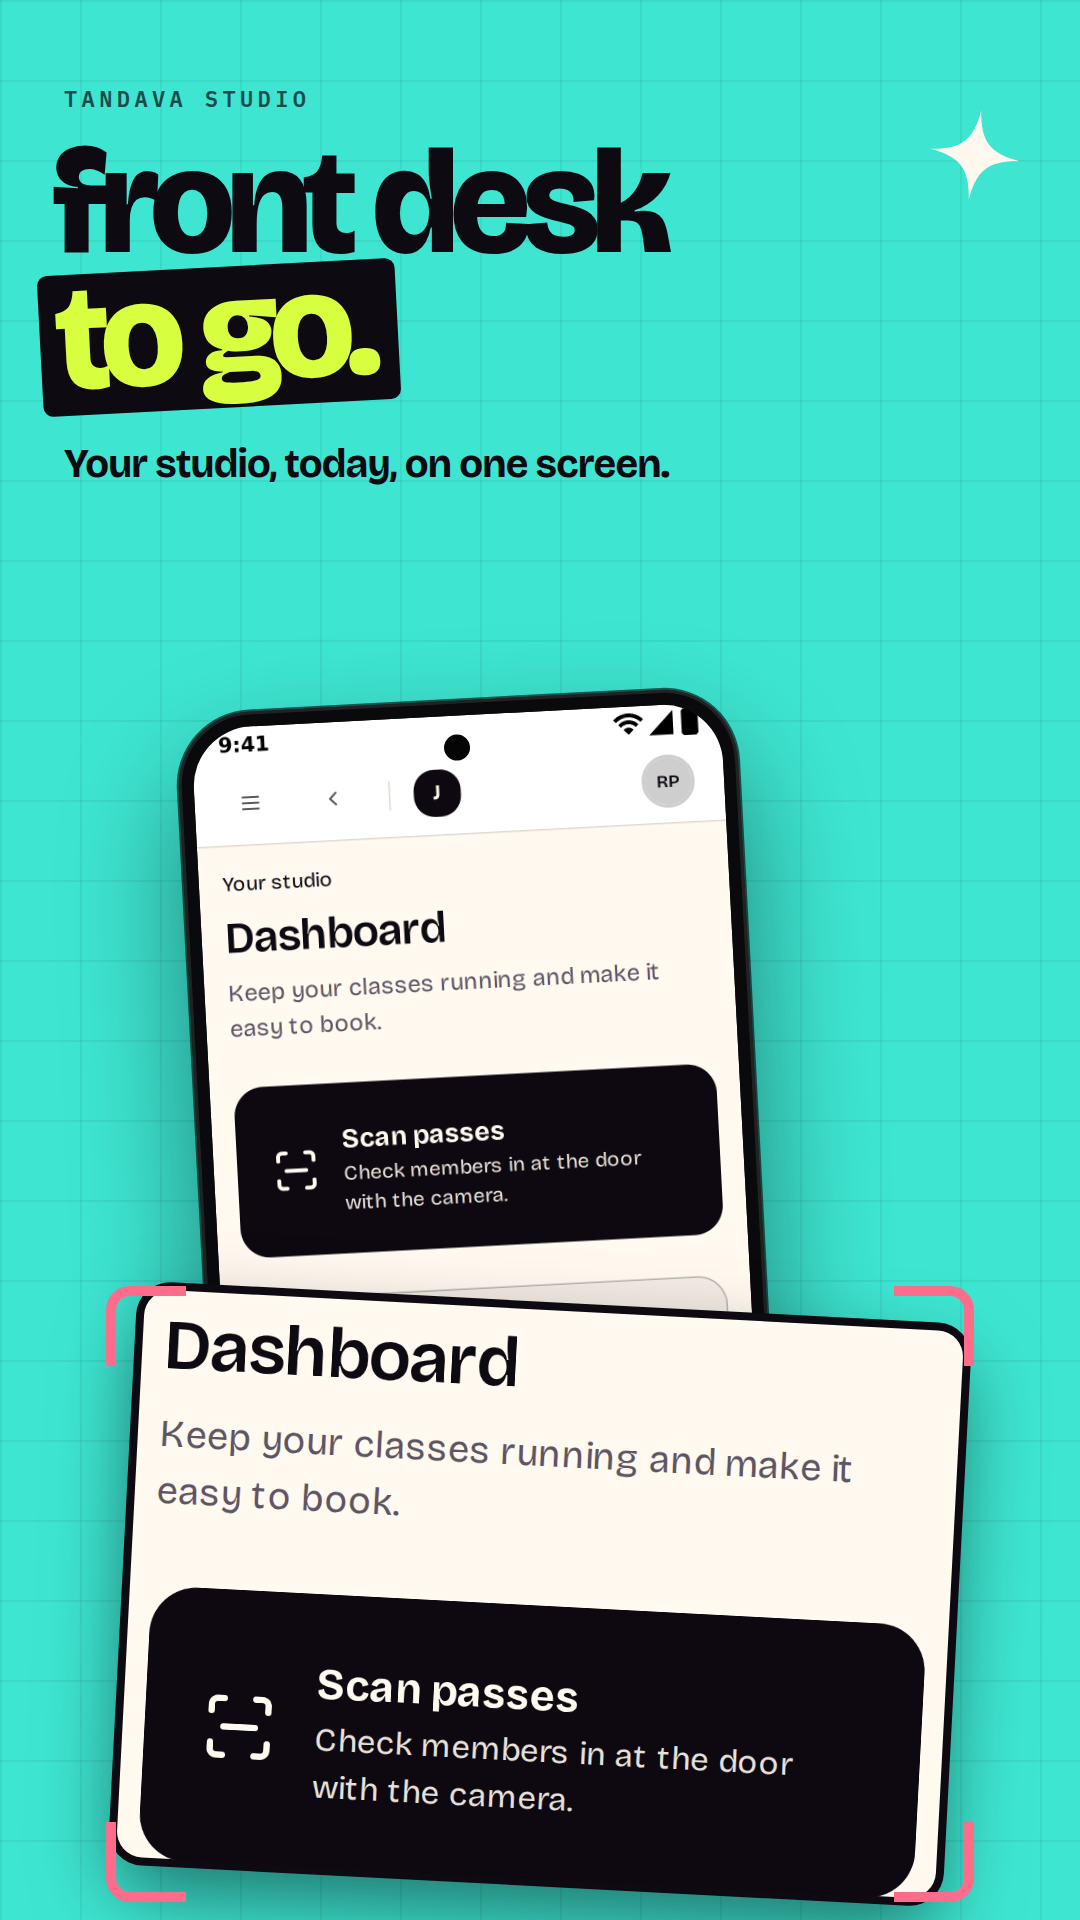 TANDAVA STUDIO
front desk
to go.
Your studio, today, on one screen.
9:41
J
RP
Your studio
Dashboard
Keep your classes running and make it
easy to book.
Scan passes
Check members in at the door
with the camera.
Dashboard
Keep your classes running and make it
easy to book.
Scan passes
Check members in at the door
with the camera.